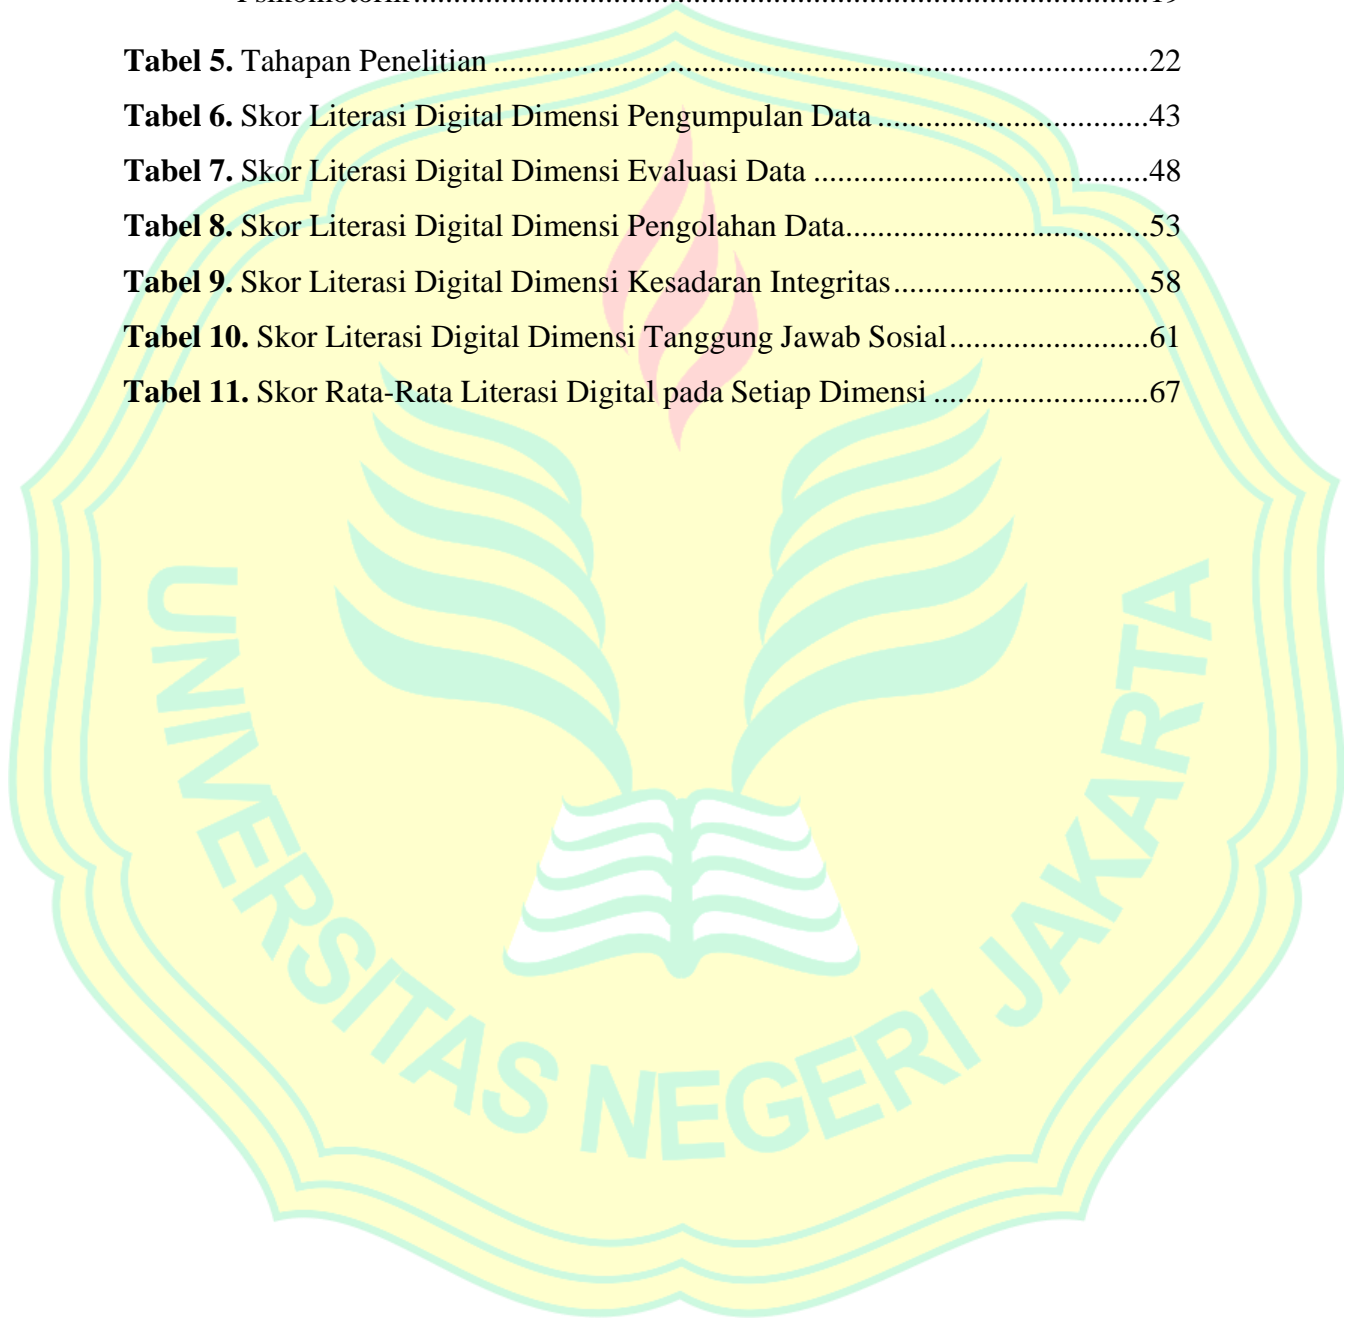 Psikomotorik.......................................................................................................19
Tabel 5. Tahapan Penelitian ...................................................................................22
Tabel 6. Skor Literasi Digital Dimensi Pengumpulan Data ..................................43
Tabel 7. Skor Literasi Digital Dimensi Evaluasi Data ..........................................48
Tabel 8. Skor Literasi Digital Dimensi Pengolahan Data......................................53
Tabel 9. Skor Literasi Digital Dimensi Kesadaran Integritas................................58
Tabel 10. Skor Literasi Digital Dimensi Tanggung Jawab Sosial.........................61
Tabel 11. Skor Rata-Rata Literasi Digital pada Setiap Dimensi ...........................67
UNIVERSITAS NEGERI JAKARTA